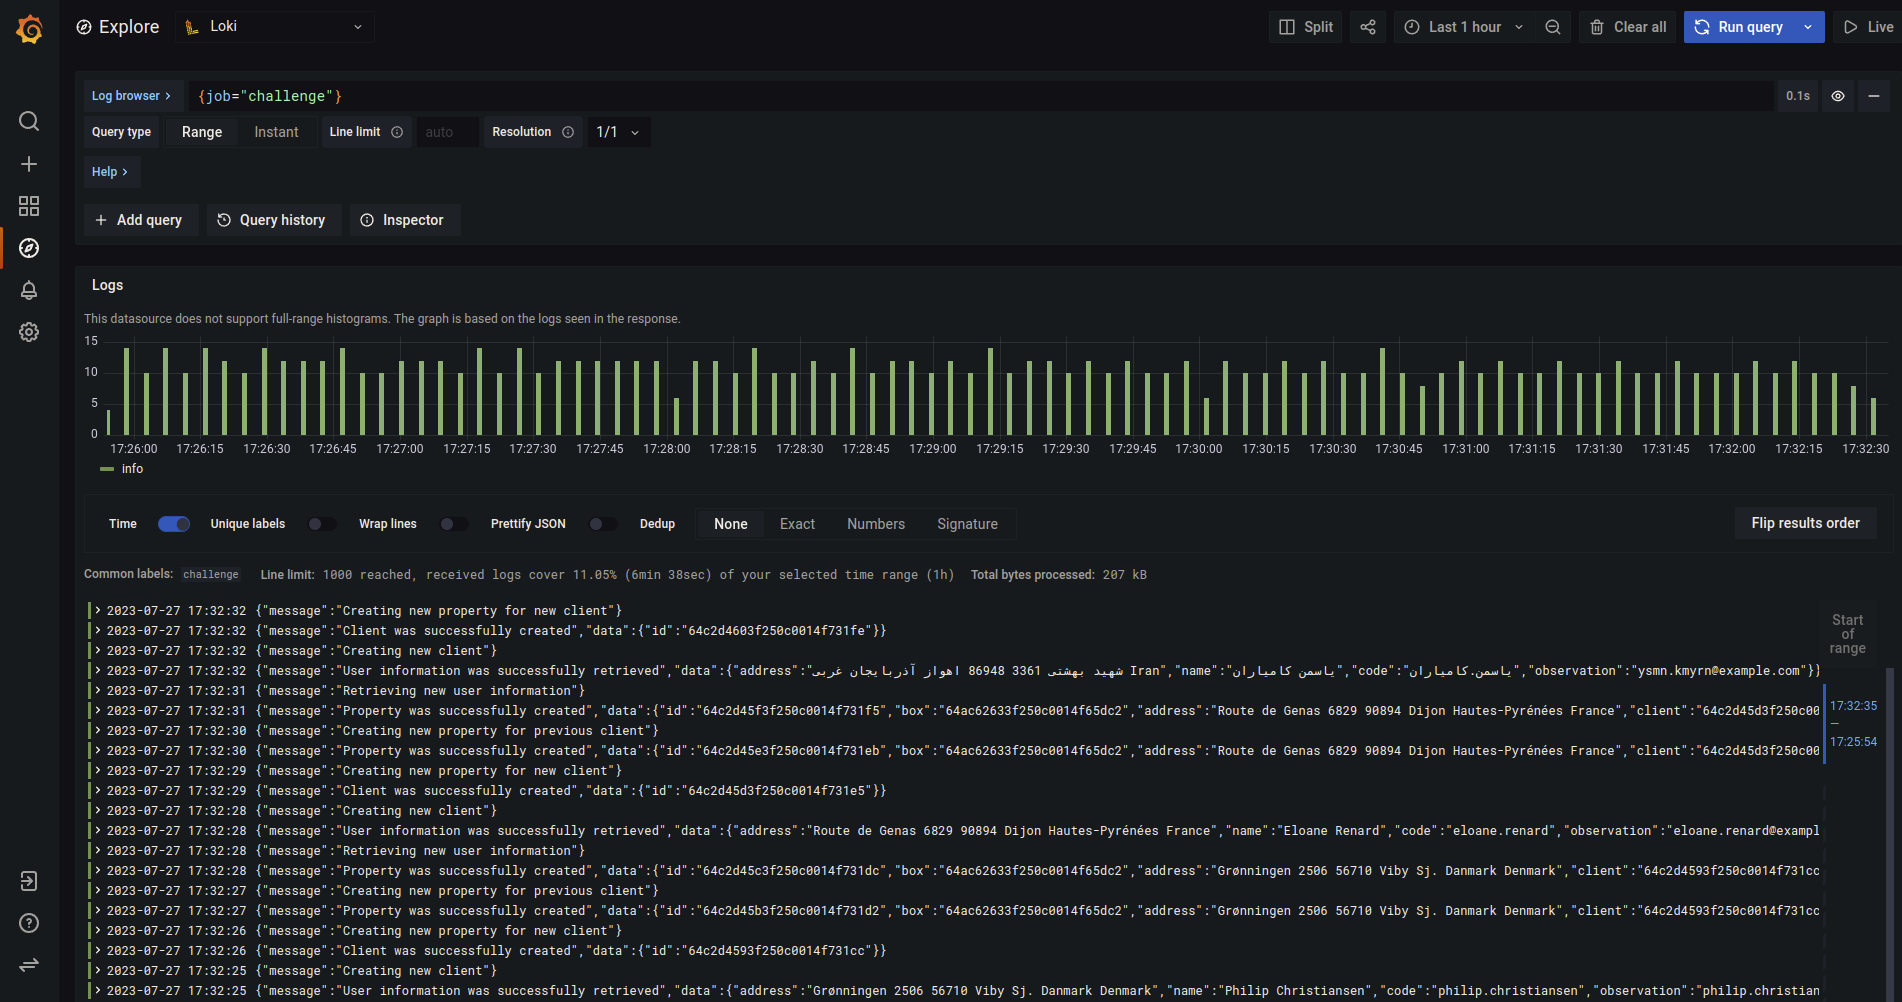 Explore Loki Split Last 1 hour Clear all Run query Live
Log browser > {job="challenge"} 0.1s
Query type Range Instant Line limit auto Resolution 1/1
Help >
+ Add query Query history Inspector
Logs
This datasource does not support full-range histograms. The graph is based on the logs seen in the response.
15
10
5
0
17:26:00 17:26:15 17:26:30 17:26:45 17:27:00 17:27:15 17:27:30 17:27:45 17:28:00 17:28:15 17:28:30 17:28:45 17:29:00 17:29:15 17:29:30 17:29:45 17:30:00 17:30:15 17:30:30 17:30:45 17:31:00 17:31:15 17:31:30 17:31:45 17:32:00 17:32:15 17:32:30
info
Time Unique labels Wrap lines Prettify JSON Dedup None Exact Numbers Signature Flip results order
Common labels: challenge Line limit: 1000 reached, received logs cover 11.05% (6min 38sec) of your selected time range (1h) Total bytes processed: 207 kB
> 2023-07-27 17:32:32 {"message":"Creating new property for new client"}
> 2023-07-27 17:32:32 {"message":"Client was successfully created","data":{"id":"64c2d4603f250c0014f731fe"}}
> 2023-07-27 17:32:32 {"message":"Creating new client"}
> 2023-07-27 17:32:32 {"message":"User information was successfully retrieved","data":{"address":"شهید بهشتی 3361 86948 اهواز آذربایجان غربی Iran","name":"یاسمن کامیاران","code":"یاسمن.کامیاران","observation":"ysmn.kmyrn@example.com"}}
> 2023-07-27 17:32:31 {"message":"Retrieving new user information"}
> 2023-07-27 17:32:31 {"message":"Property was successfully created","data":{"id":"64c2d45f3f250c0014f731f5","box":"64ac62633f250c0014f65dc2","address":"Route de Genas 6829 90894 Dijon Hautes-Pyrénées France","client":"64c2d45d3f250c00
> 2023-07-27 17:32:30 {"message":"Creating new property for previous client"}
> 2023-07-27 17:32:30 {"message":"Property was successfully created","data":{"id":"64c2d45e3f250c0014f731eb","box":"64ac62633f250c0014f65dc2","address":"Route de Genas 6829 90894 Dijon Hautes-Pyrénées France","client":"64c2d45d3f250c00
> 2023-07-27 17:32:29 {"message":"Creating new property for new client"}
> 2023-07-27 17:32:29 {"message":"Client was successfully created","data":{"id":"64c2d45d3f250c0014f731e5"}}
> 2023-07-27 17:32:28 {"message":"Creating new client"}
> 2023-07-27 17:32:28 {"message":"User information was successfully retrieved","data":{"address":"Route de Genas 6829 90894 Dijon Hautes-Pyrénées France","name":"Eloane Renard","code":"eloane.renard","observation":"eloane.renard@exampl
> 2023-07-27 17:32:28 {"message":"Retrieving new user information"}
> 2023-07-27 17:32:28 {"message":"Property was successfully created","data":{"id":"64c2d45c3f250c0014f731dc","box":"64ac62633f250c0014f65dc2","address":"Grønningen 2506 56710 Viby Sj. Danmark Denmark","client":"64c2d4593f250c0014f731cc
> 2023-07-27 17:32:27 {"message":"Creating new property for previous client"}
> 2023-07-27 17:32:27 {"message":"Property was successfully created","data":{"id":"64c2d45b3f250c0014f731d2","box":"64ac62633f250c0014f65dc2","address":"Grønningen 2506 56710 Viby Sj. Danmark Denmark","client":"64c2d4593f250c0014f731cc
> 2023-07-27 17:32:26 {"message":"Creating new property for new client"}
> 2023-07-27 17:32:26 {"message":"Client was successfully created","data":{"id":"64c2d4593f250c0014f731cc"}}
> 2023-07-27 17:32:25 {"message":"Creating new client"}
> 2023-07-27 17:32:25 {"message":"User information was successfully retrieved","data":{"address":"Grønningen 2506 56710 Viby Sj. Danmark Denmark","name":"Philip Christiansen","code":"philip.christiansen","observation":"philip.christian
Start
of
range
17:32:35
—
17:25:54